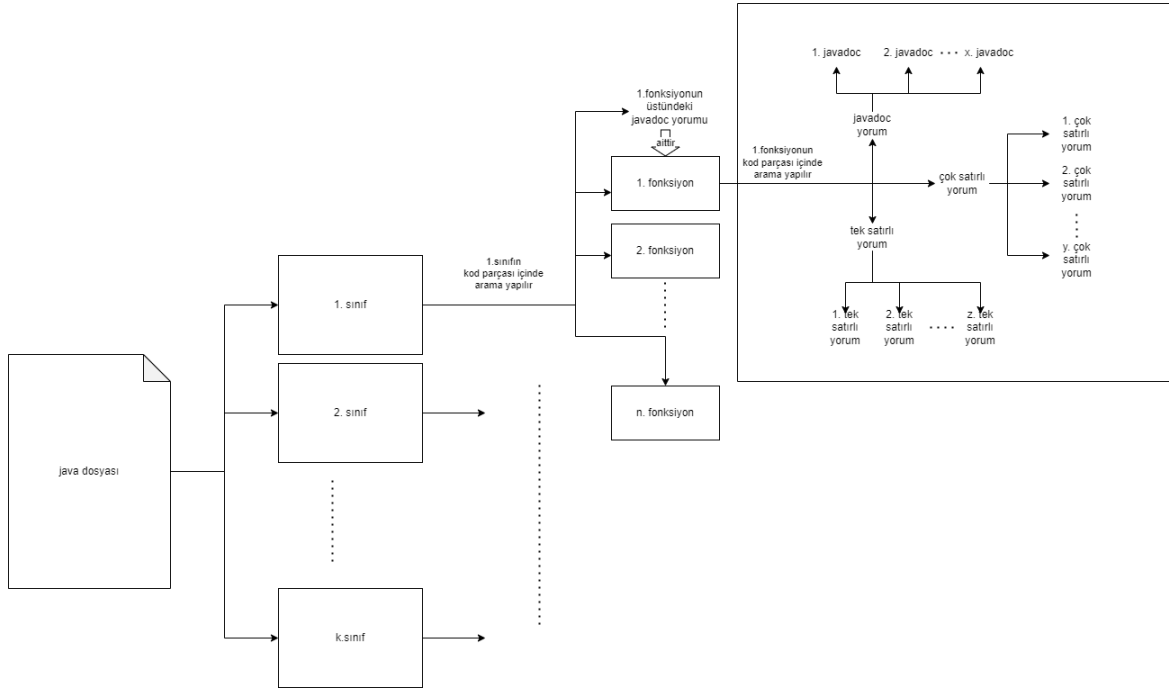 1. javadoc
2. javadoc
x. javadoc
1.fonksiyonun
üstündeki
javadoc yorumu
aittir
javadoc
yorum
1. çok
satırlı
yorum
1.fonksiyonun
kod parçası içinde
arama yapılır
1. fonksiyon
çok satırlı
yorum
2. çok
satırlı
yorum
tek satırlı
yorum
2. fonksiyon
y. çok
satırlı
yorum
1.sınıfın
kod parçası içinde
arama yapılır
1. sınıf
1. tek
satırlı
yorum
2. tek
satırlı
yorum
z. tek
satırlı
yorum
n. fonksiyon
2. sınıf
java dosyası
k.sınıf